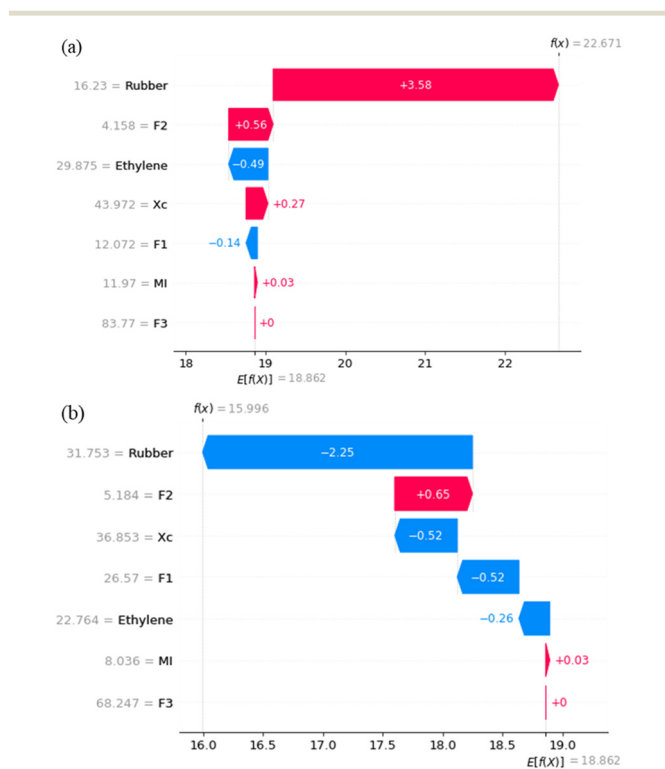 (a)
f(x) = 22.671
16.23 = Rubber
+3.58
4.158 = F2
+0.56
29.875 = Ethylene
−0.49
43.972 = Xc
+0.27
12.072 = F1
−0.14
11.97 = MI
+0.03
83.77 = F3
+0
18 19 20 21 22
E[f(X)] = 18.862
(b)
f(x) = 15.996
31.753 = Rubber
−2.25
5.184 = F2
+0.65
36.853 = Xc
−0.52
26.57 = F1
−0.52
22.764 = Ethylene
−0.26
8.036 = MI
+0.03
68.247 = F3
+0
16.0 16.5 17.0 17.5 18.0 18.5 19.0
E[f(X)] = 18.862